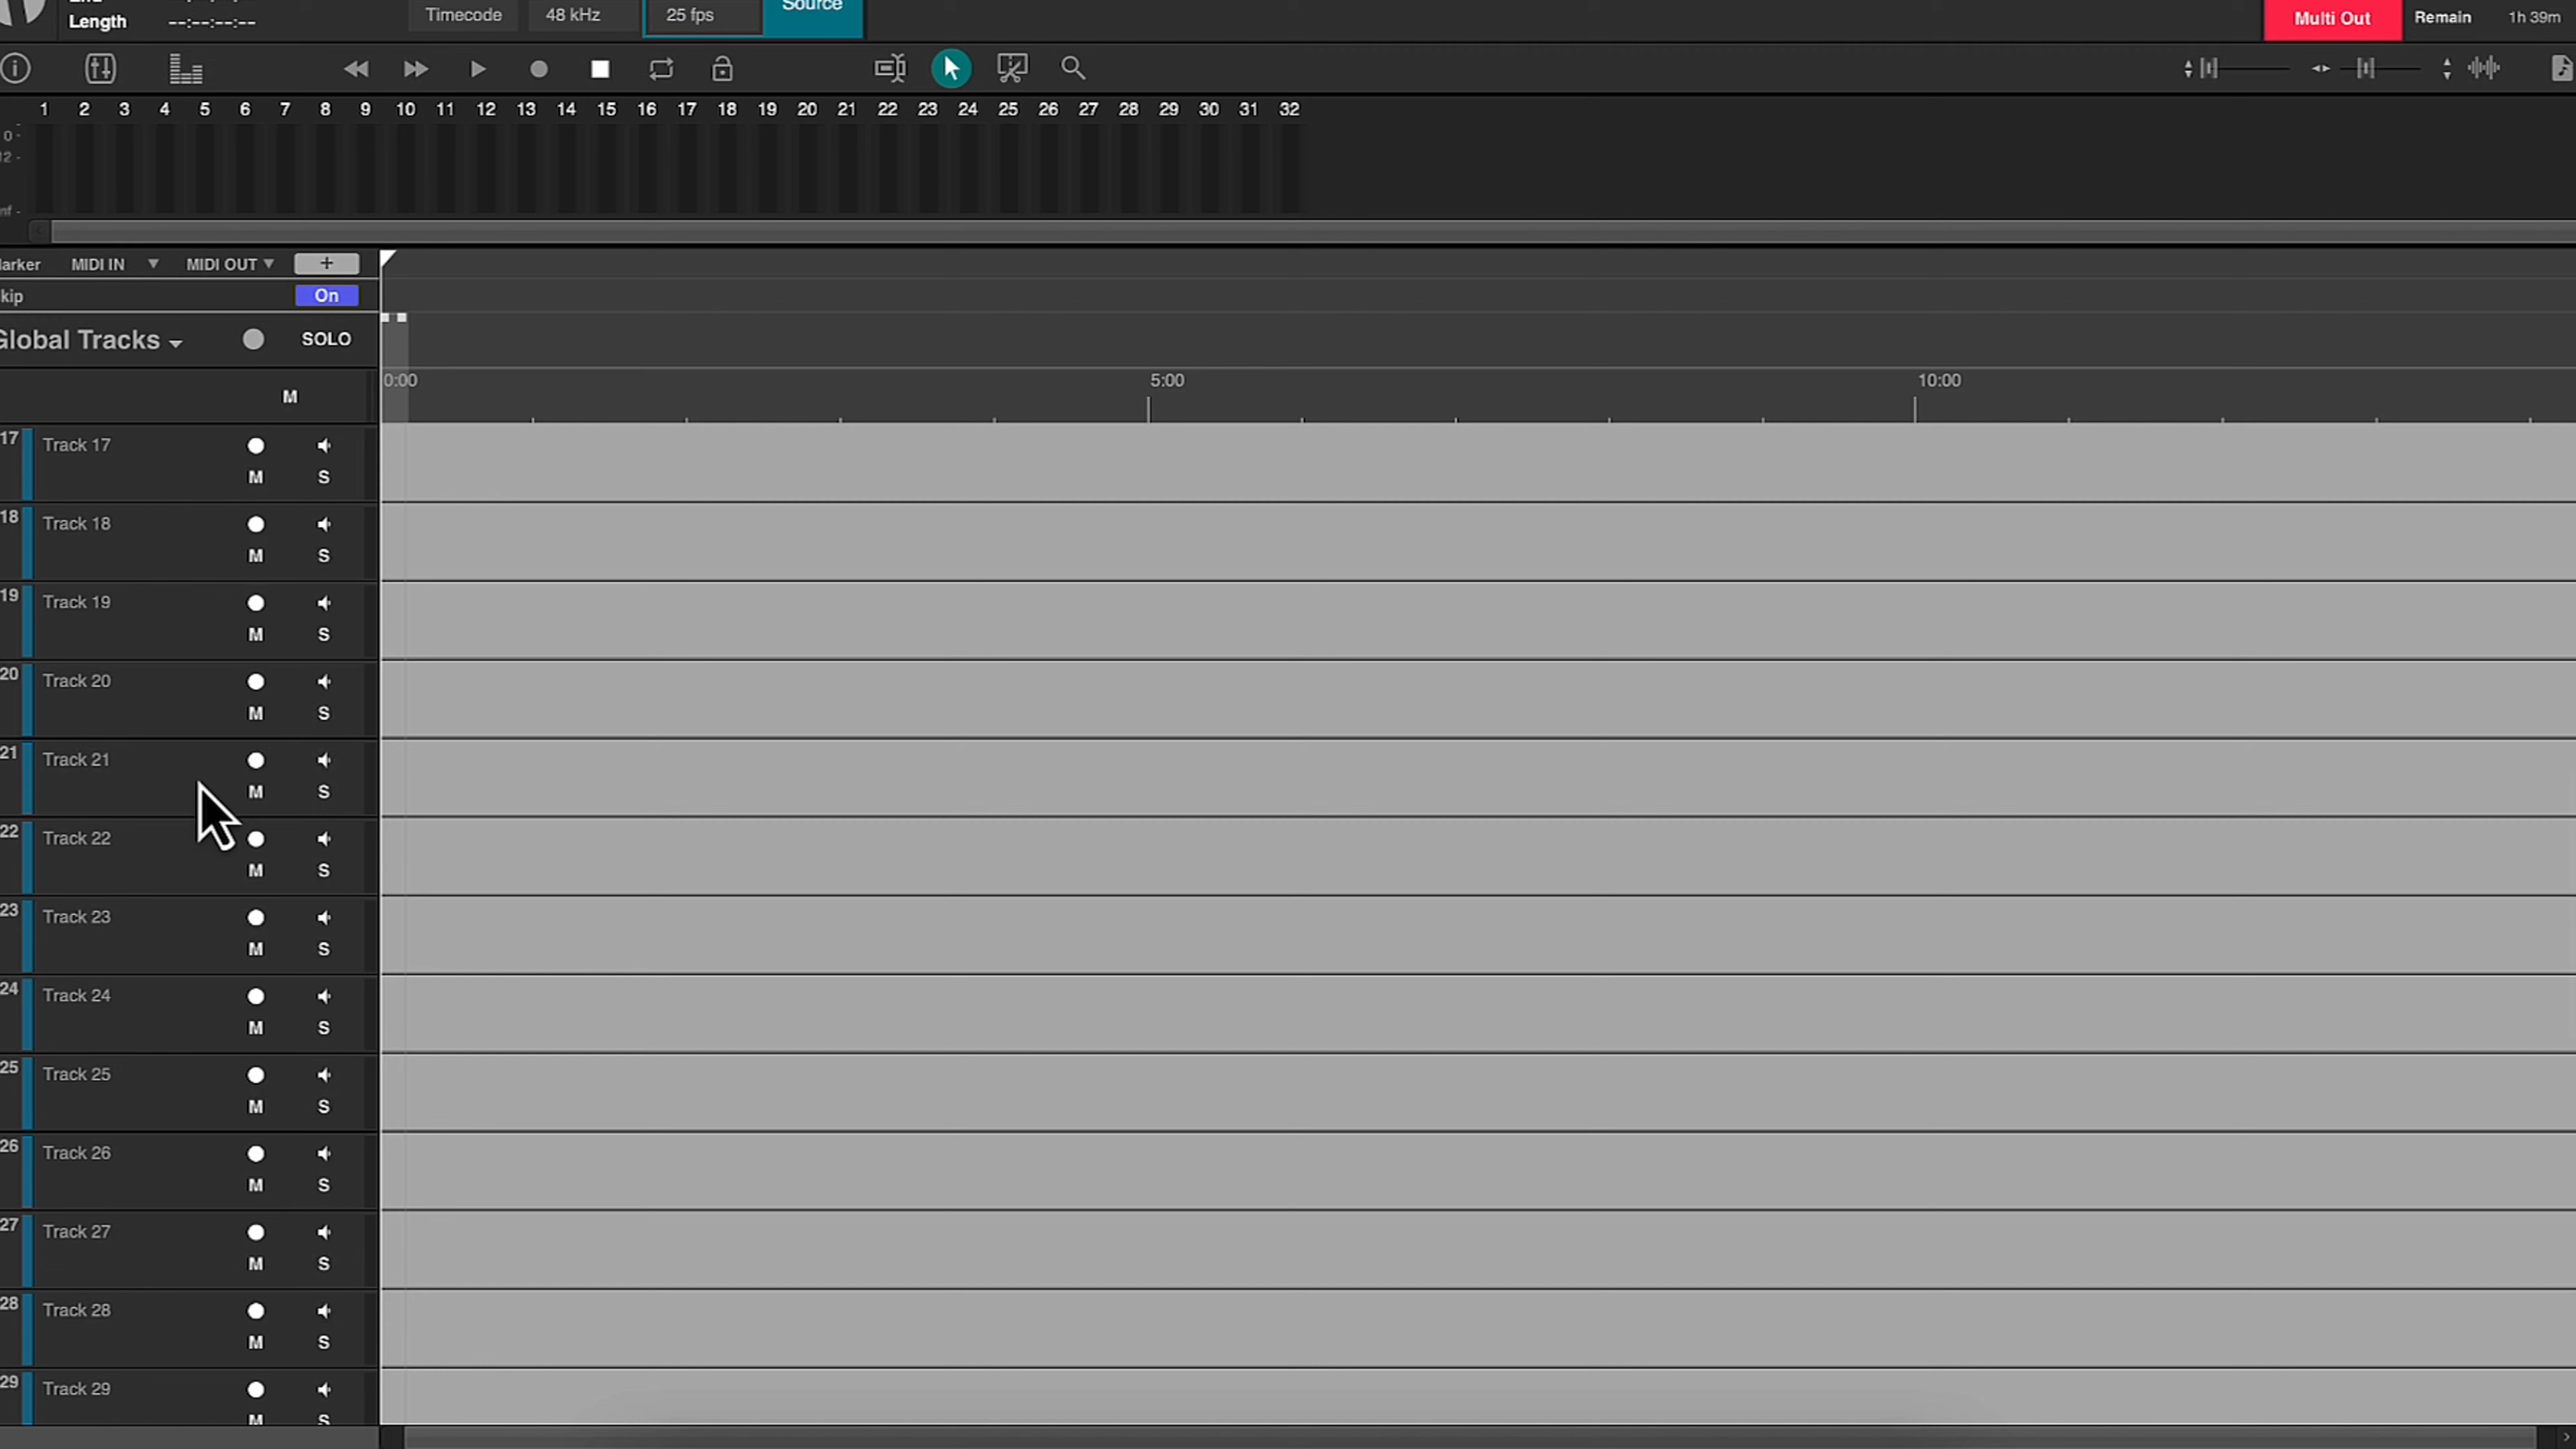 Length --:--:--:--
Timecode 48 kHz 25 fps Source
Multi Out Remain 1h 39m
1 2 3 4 5 6 7 8 9 10 11 12 13 14 15 16 17 18 19 20 21 22 23 24 25 26 27 28 29 30 31 32
0 -
12 -
nf -
arker MIDI IN MIDI OUT +
kip On
Global Tracks SOLO
0:00 5:00 10:00
M
17 Track 17
M S
18 Track 18
M S
19 Track 19
M S
20 Track 20
M S
21 Track 21
M S
22 Track 22
M S
23 Track 23
M S
24 Track 24
M S
25 Track 25
M S
26 Track 26
M S
27 Track 27
M S
28 Track 28
M S
29 Track 29
M S